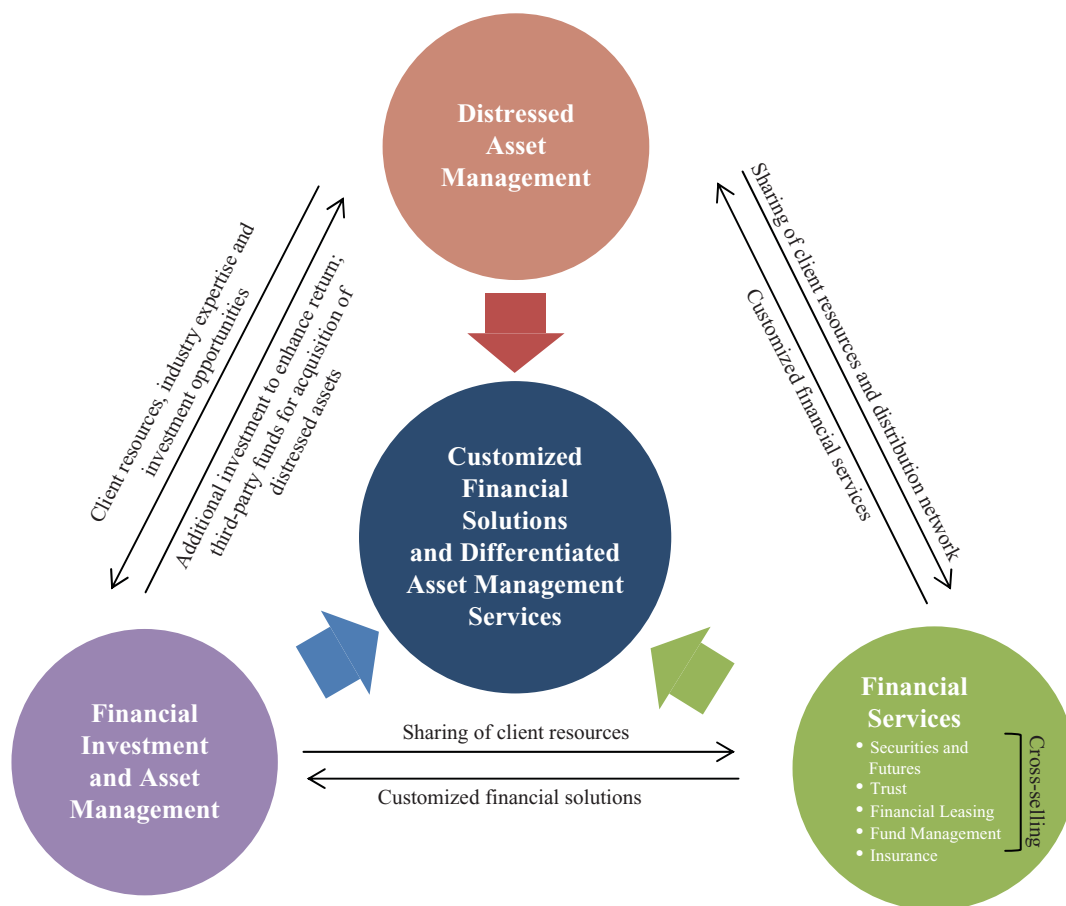 Distressed
Asset
Management
Client resources, industry expertise and
investment opportunities
Additional investment to enhance return;
third-party funds for acquisition of
distressed assets
Sharing of client resources and distribution network
Customized financial services
Customized
Financial
Solutions
and Differentiated
Asset Management
Services
Financial
Investment
and Asset
Management
Sharing of client resources
Customized financial solutions
Financial
Services
• Securities and
Futures
• Trust
• Financial Leasing
• Fund Management
• Insurance
Cross-selling